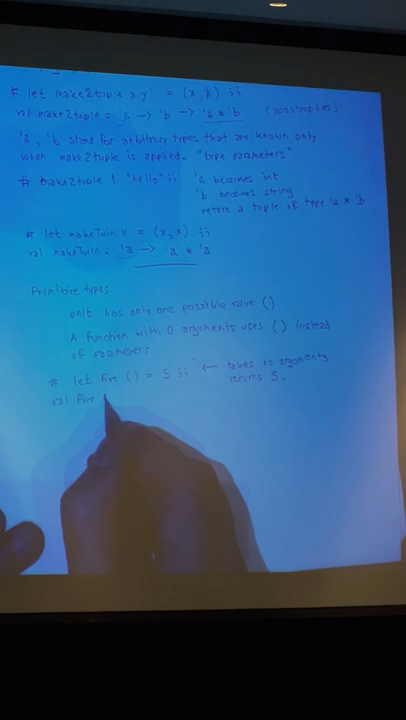 # let make2tuple x y = (x, y) ;;
val make2tuple : 'a -> 'b -> 'a * 'b
'a, 'b stand for arbitrary types that are known only
when make2tuple is applied. "type parameters"
# make2tuple 1 "hello" ;; 'a becomes int
'b becomes string
return a tuple of type 'a * 'b
# let makeTwin x = (x, x) ;;
val makeTwin : 'a -> 'a * 'a
Primitive types
unit has only one possible value ()
A function with 0 arguments uses () instead
of parameters
# let five () = 5 ;; ← takes no arguments
returns 5.
val five